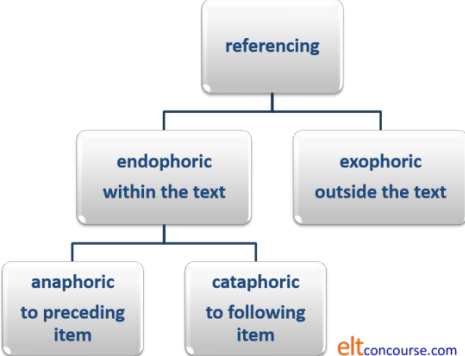 referencing
endophoric
within the text
exophoric
outside the text
anaphoric
to preceding
item
cataphoric
to following
item
eltconcourse.com